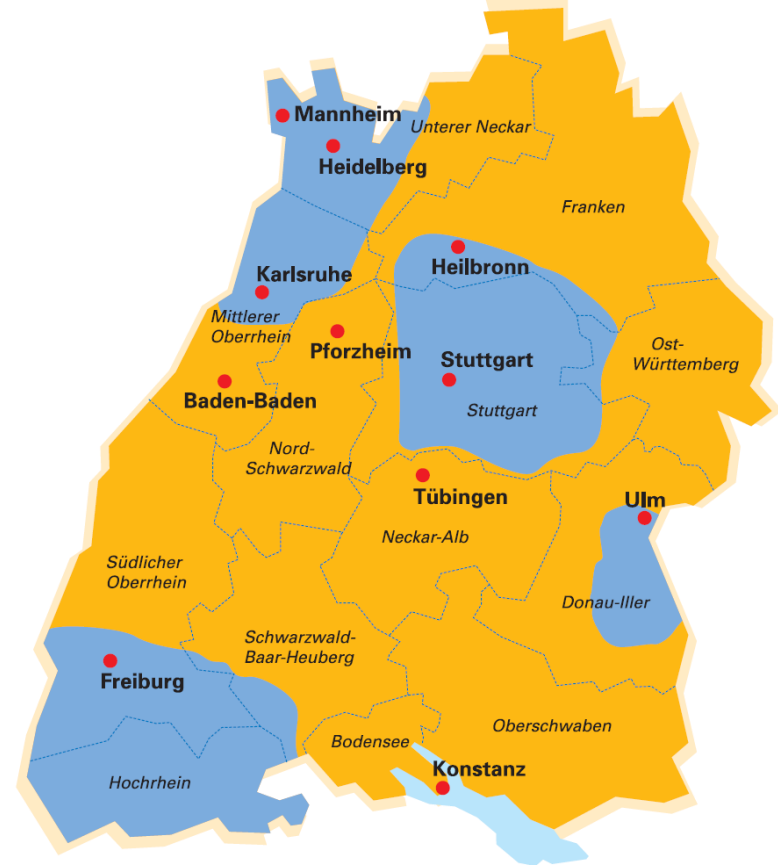 Mannheim
Unterer Neckar
Heidelberg
Franken
Heilbronn
Karlsruhe
Mittlerer
Oberrhein
Pforzheim
Ost-
Württemberg
Stuttgart
Baden-Baden
Stuttgart
Nord-
Schwarzwald
Tübingen
Ulm
Neckar-Alb
Südlicher
Oberrhein
Donau-Iller
Schwarzwald-
Baar-Heuberg
Freiburg
Oberschwaben
Bodensee
Konstanz
Hochrhein